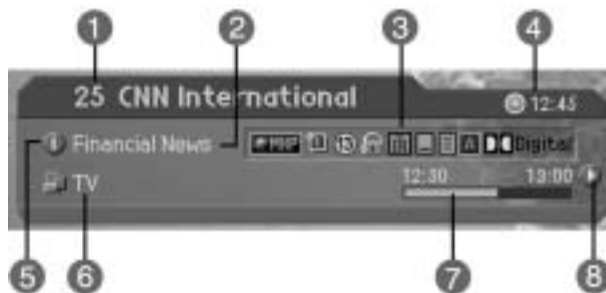 1 2 3 4
25 CNN International 12:45
Financial News MHP Digital
TV 12:30 13:00
5 6 7 8